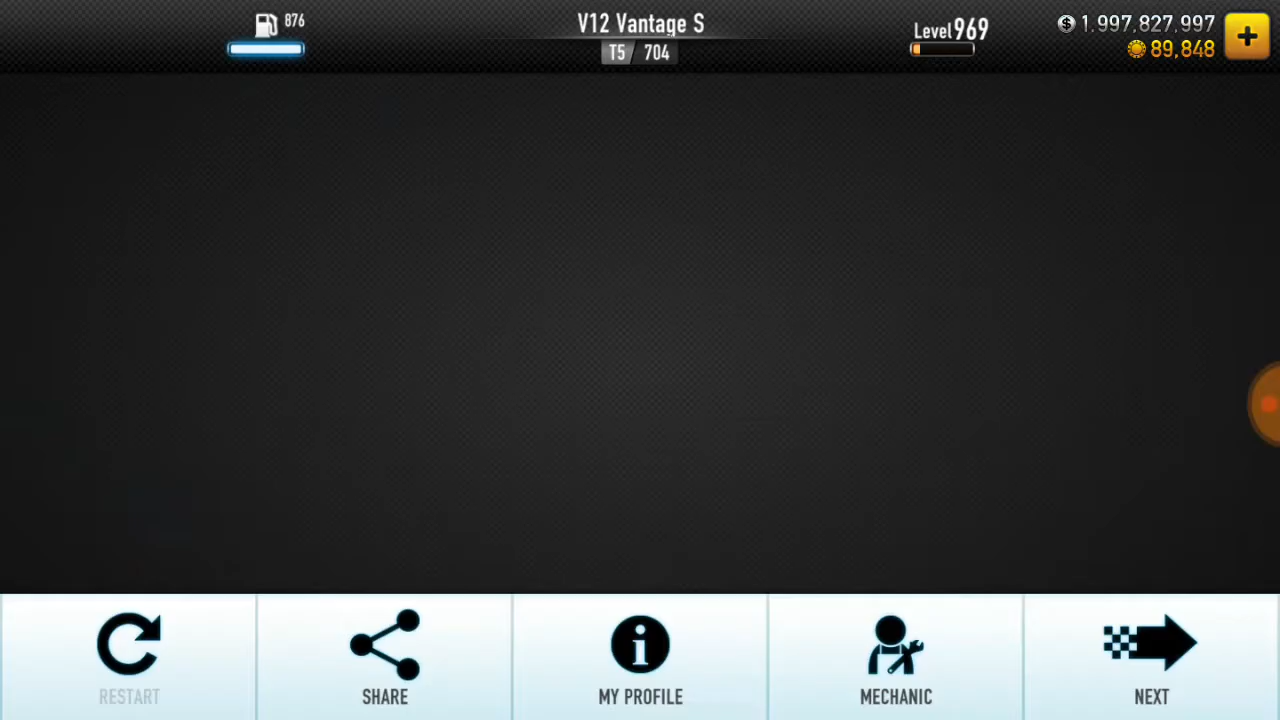 876
V12 Vantage S
T5 704
Level 969
$ 1,997,827,997
89,848
RESTART
SHARE
MY PROFILE
MECHANIC
NEXT